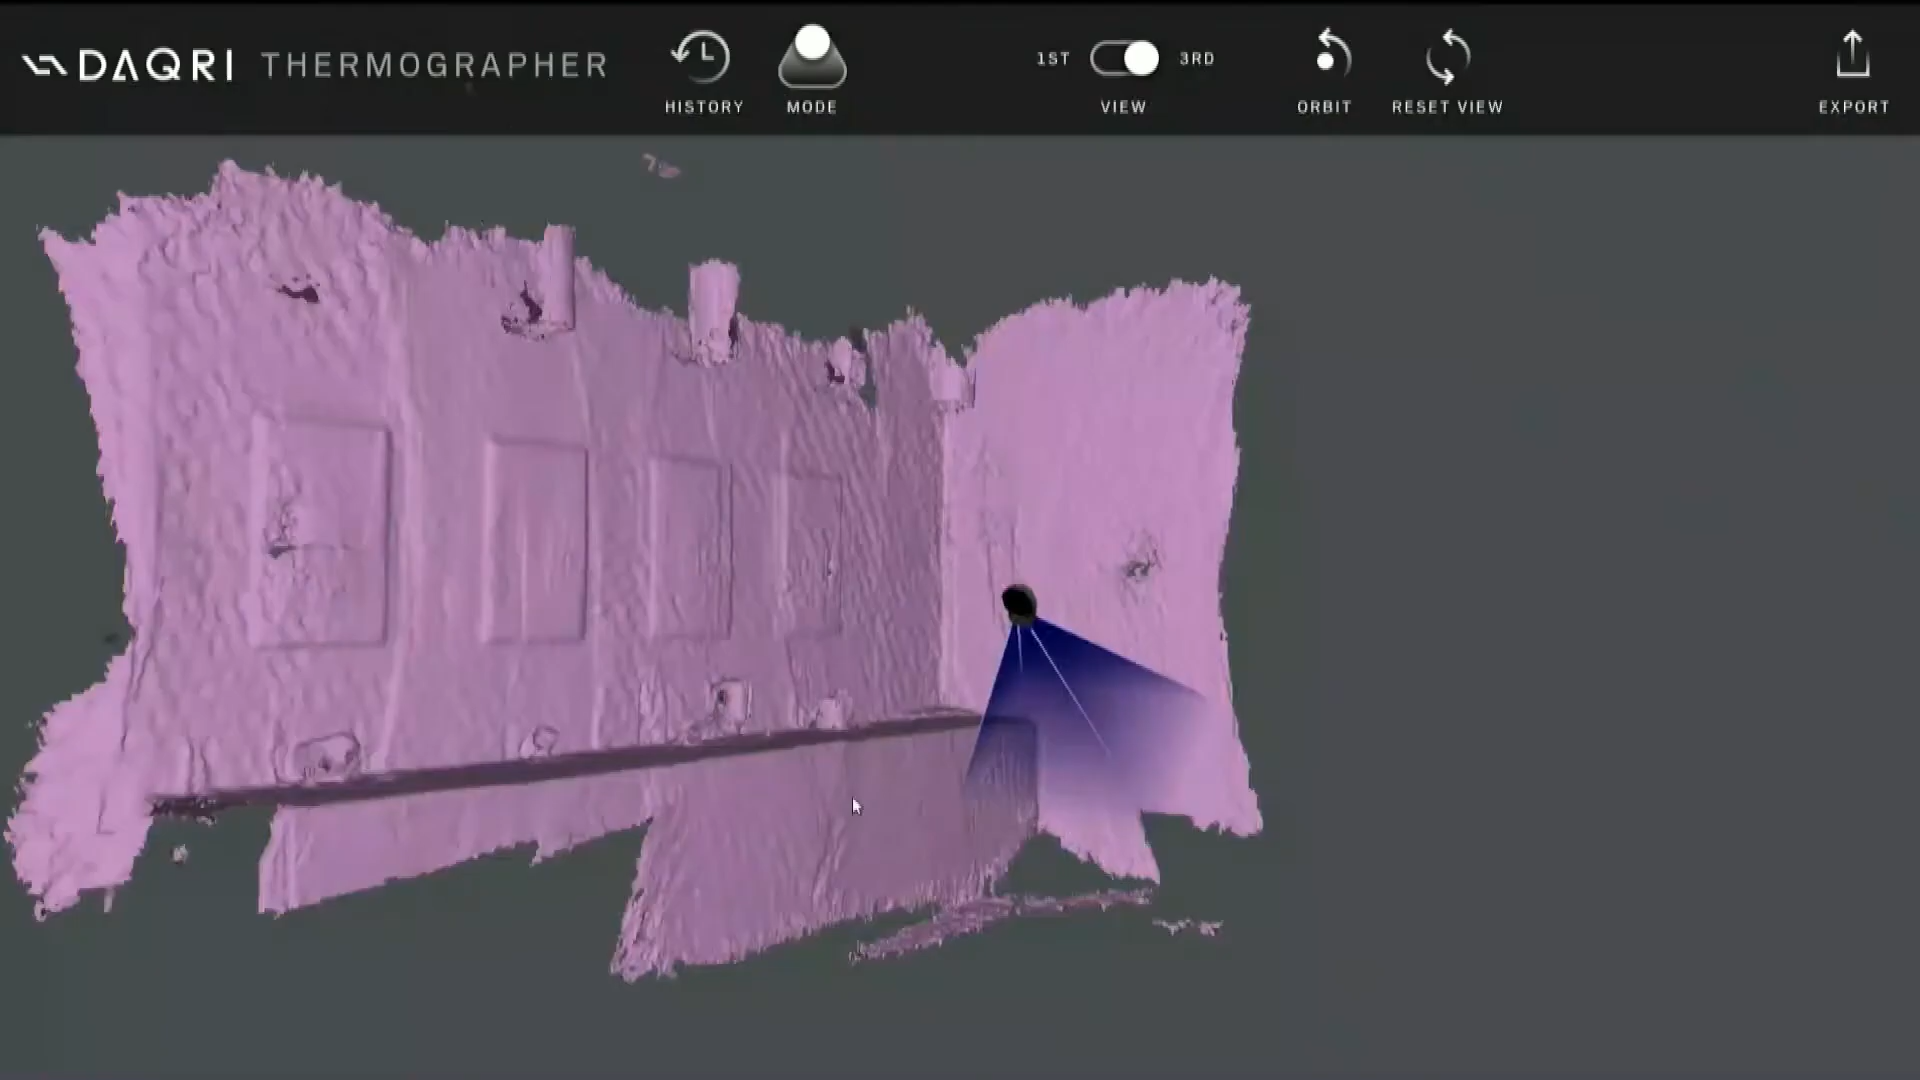 DAQRI THERMOGRAPHER
HISTORY
MODE
1ST 3RD
VIEW
ORBIT
RESET VIEW
EXPORT